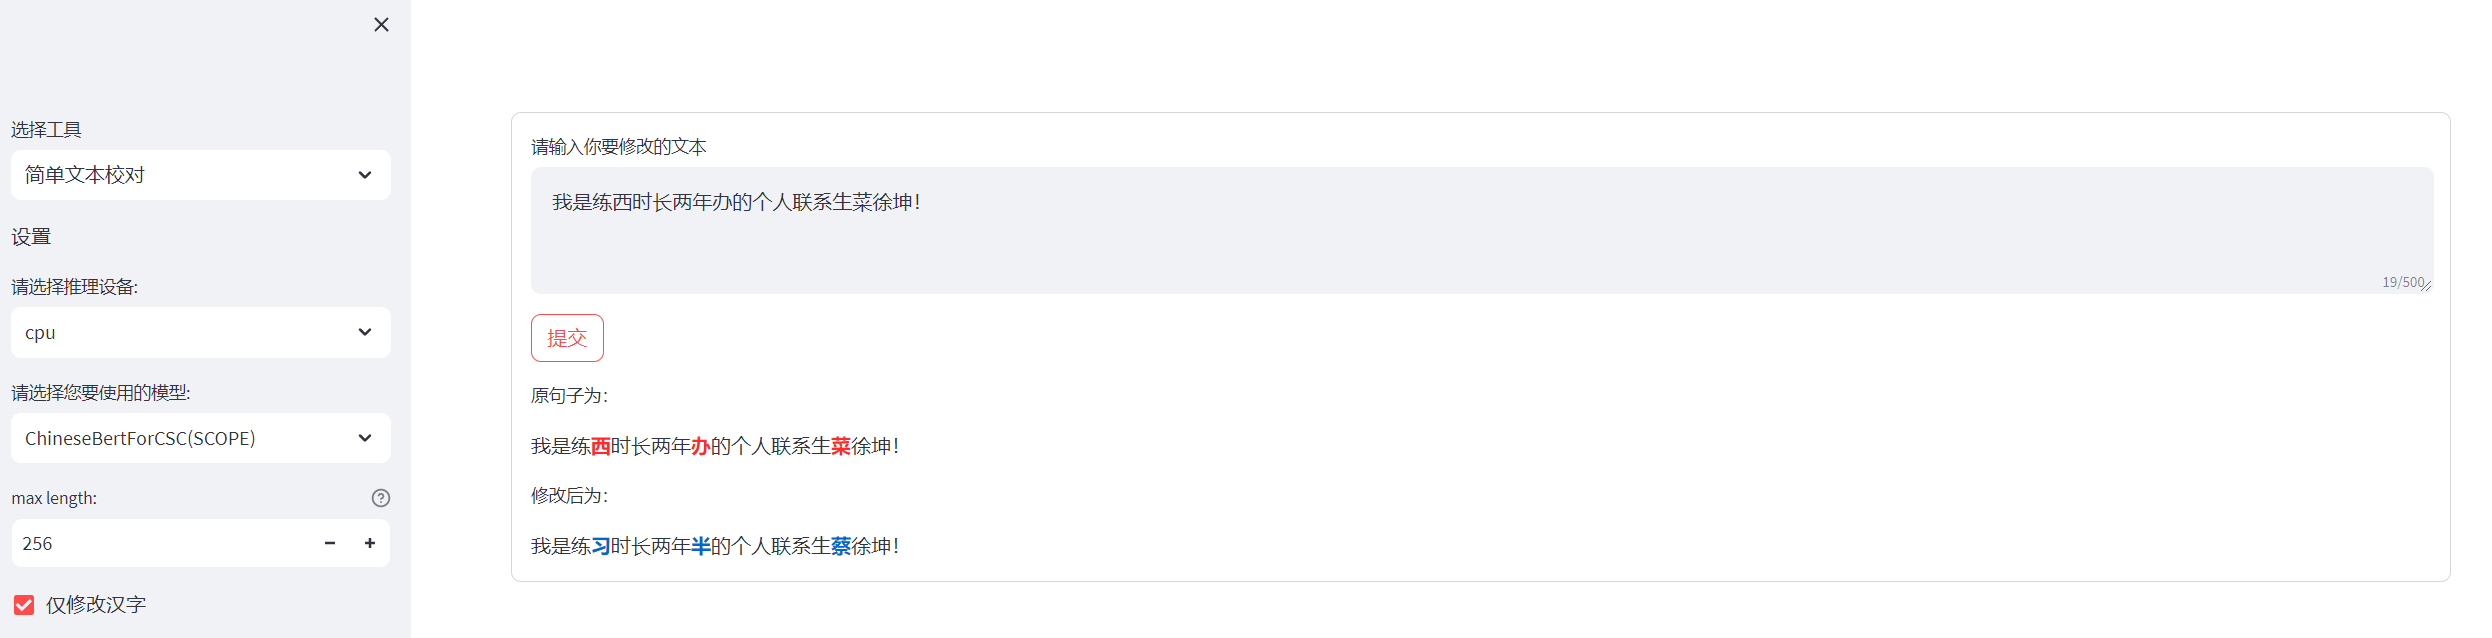 选择工具
简单文本校对
设置
请选择推理设备:
cpu
请选择您要使用的模型:
ChineseBertForCSC(SCOPE)
max length:
256
仅修改汉字
请输入你要修改的文本
我是练西时长两年办的个人联系生菜徐坤!
19/500
提交
原句子为:
我是练西时长两年办的个人联系生菜徐坤!
修改后为:
我是练习时长两年半的个人联系生蔡徐坤!